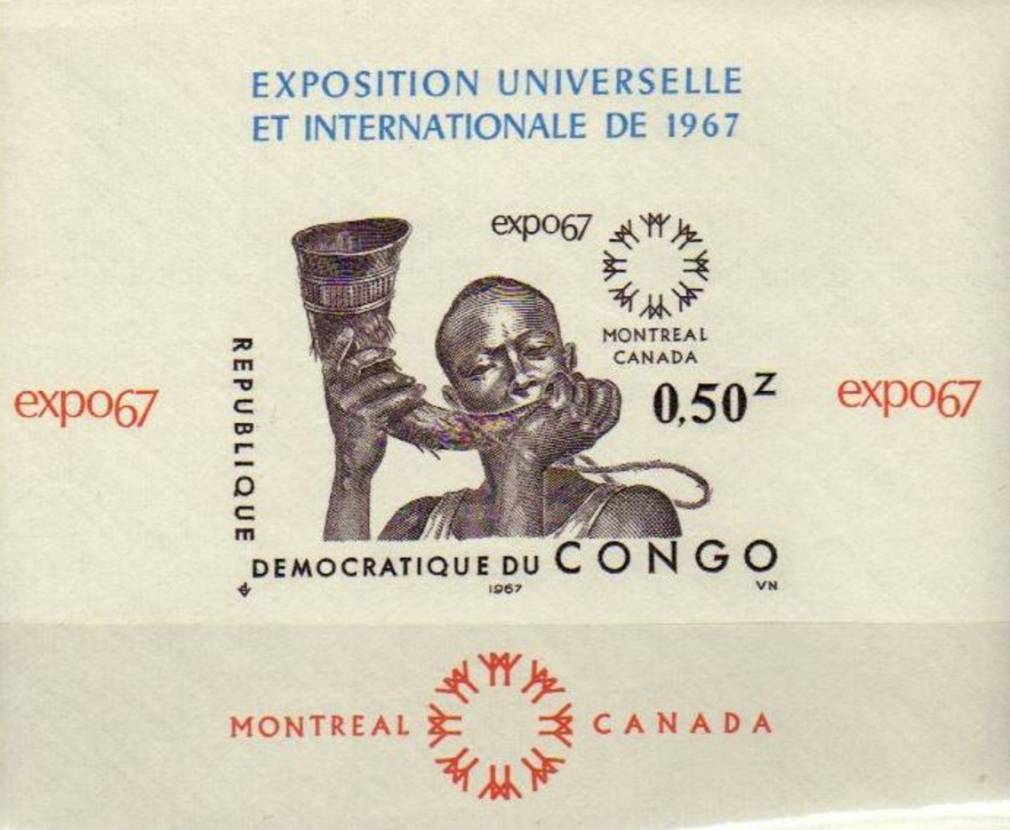 EXPOSITION UNIVERSELLE
ET INTERNATIONALE DE 1967
expo67
MONTREAL
CANADA
0,50Z
expo67
expo67
REPUBLIQUE
DEMOCRATIQUE DU CONGO
1967
VN
MONTREAL CANADA